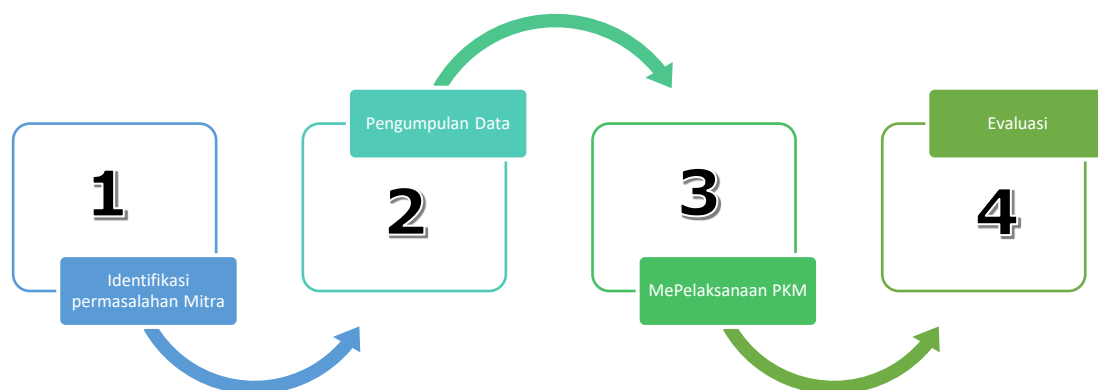 1
Identifikasi
permasalahan Mitra
Pengumpulan Data
2
3
MePelaksanaan PKM
Evaluasi
4